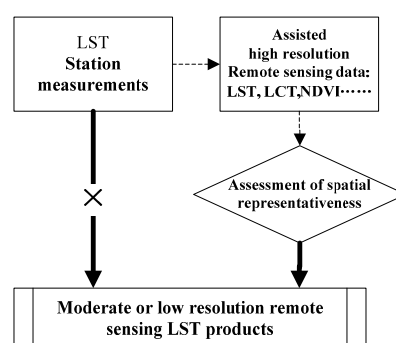 LST
Station
measurements
Assisted
high resolution
Remote sensing data:
LST, LCT,NDVI……
Assessment of spatial
representativeness
Moderate or low resolution remote
sensing LST products